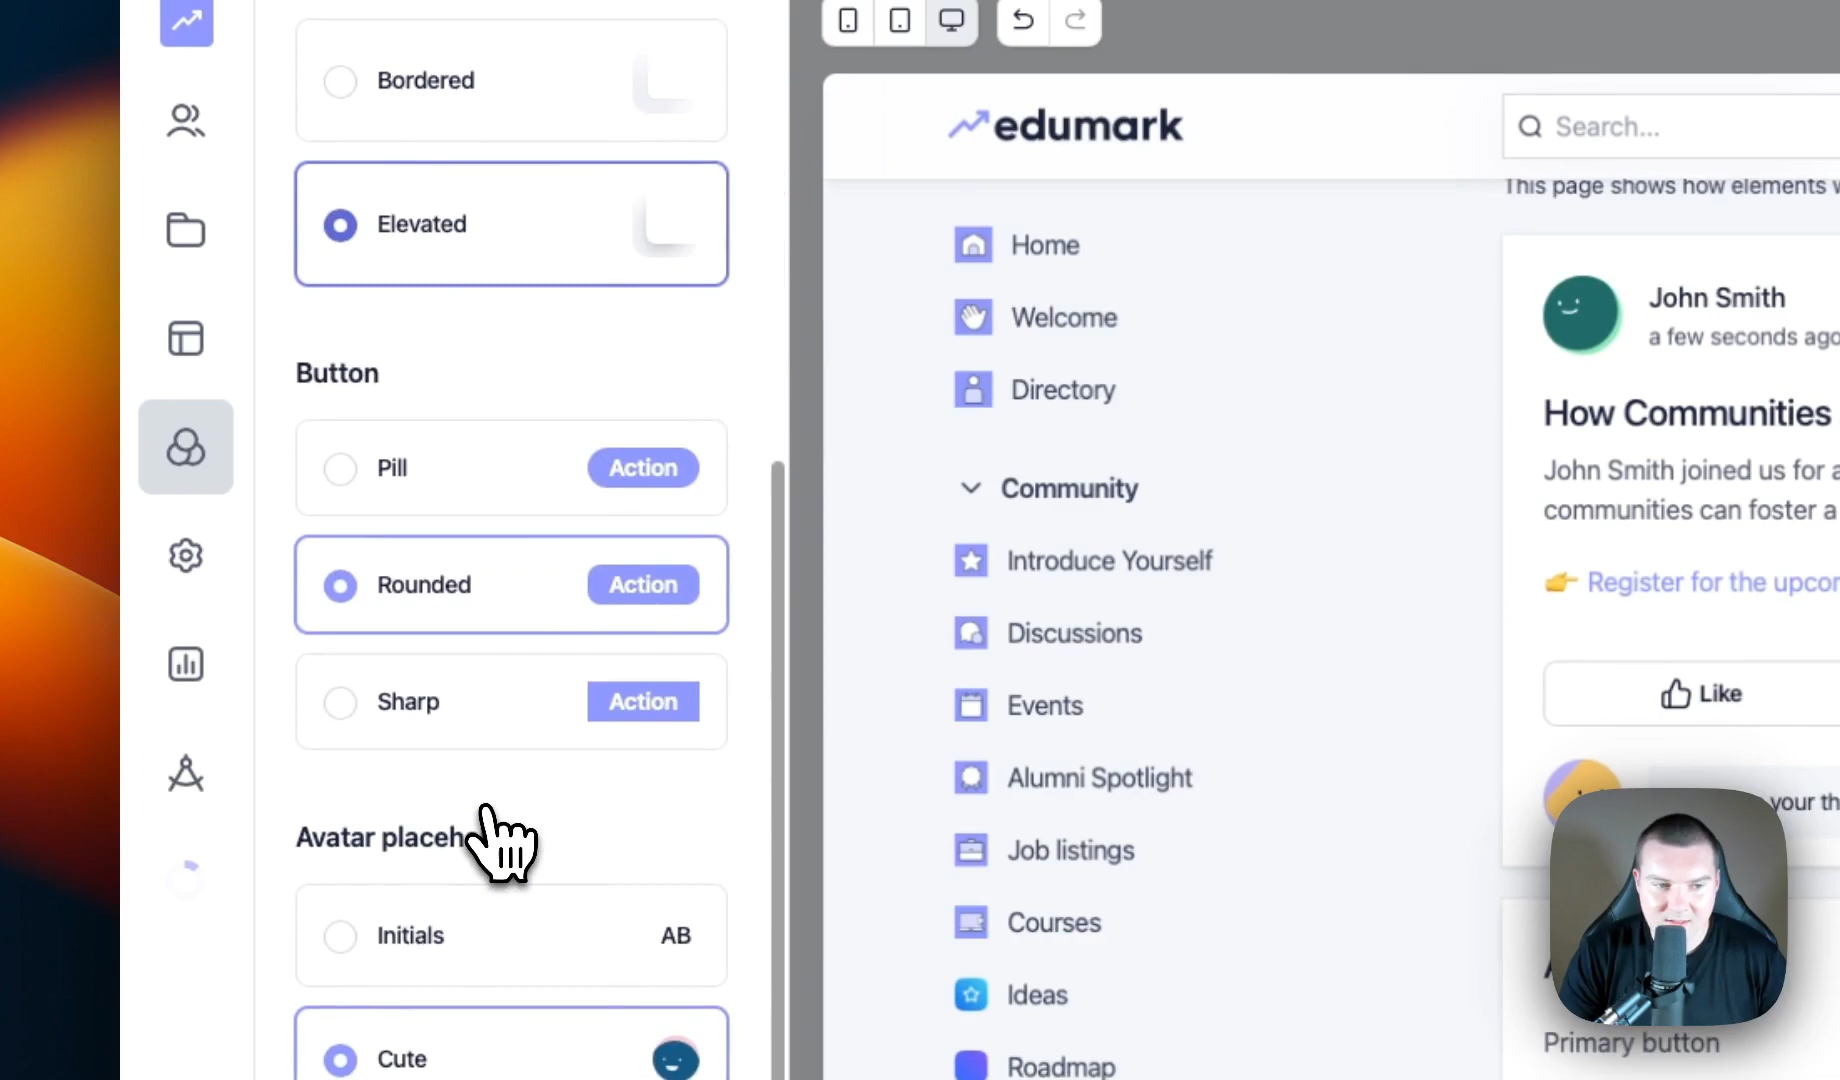 Bordered
Elevated
Button
Pill
Action
Rounded
Action
Sharp
Action
Avatar
Initials
AB
Cute
edumark
Search...
This page shows how elements
Home
Welcome
Directory
Community
Introduce Yourself
Discussions
Events
Alumni Spotlight
Job listings
Courses
Ideas
Roadmap
John Smith
a few seconds ago
How Communities
John Smith joined us for a
communities can foster a
Register for the
Like
your
Primary button